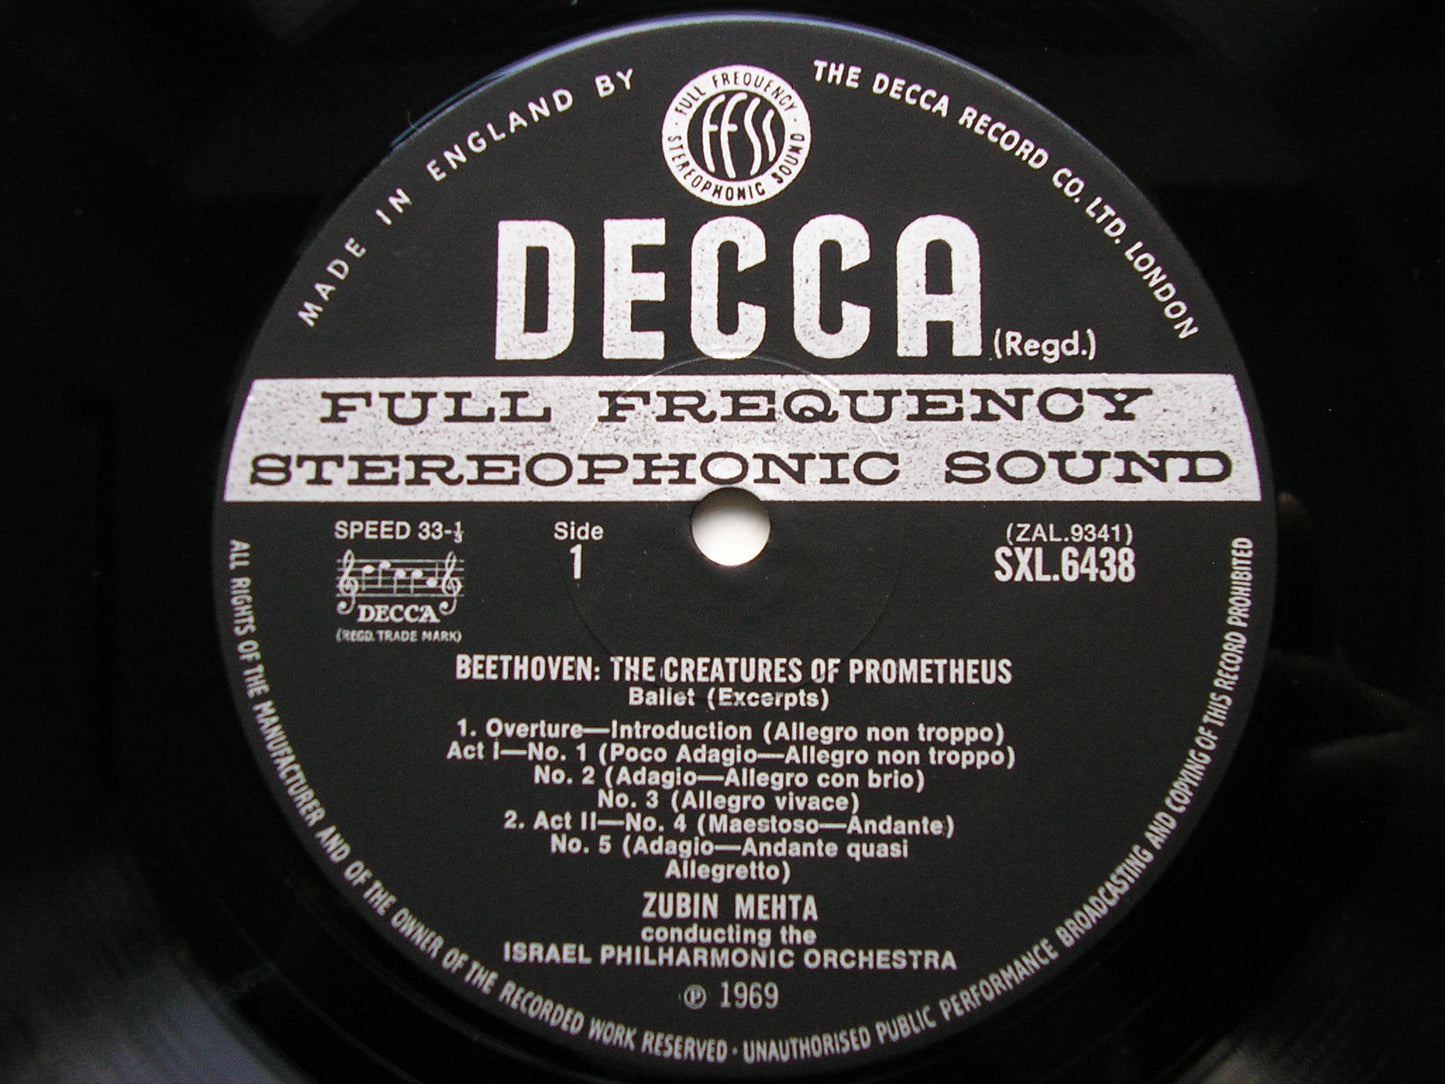 MADE IN ENGLAND BY
THE DECCA RECORD CO. LTD. LONDON
FULL FREQUENCY
FFSS
STEREOPHONIC SOUND
DECCA
(Regd.)
FULL FREQUENCY
STEREOPHONIC SOUND
SPEED 33-⅓
Side
1
(ZAL.9341)
SXL.6438
DECCA
(REGD. TRADE MARK)
BEETHOVEN: THE CREATURES OF PROMETHEUS
Ballet (Excerpts)
1. Overture—Introduction (Allegro non troppo)
Act I—No. 1 (Poco Adagio—Allegro non troppo)
No. 2 (Adagio—Allegro con brio)
No. 3 (Allegro vivace)
2. Act II—No. 4 (Maestoso—Andante)
No. 5 (Adagio—Andante quasi
Allegretto)
ZUBIN MEHTA
conducting the
ISRAEL PHILHARMONIC ORCHESTRA
℗ 1969
ALL RIGHTS OF THE MANUFACTURER AND OF THE OWNER OF THE RECORDED WORK RESERVED · UNAUTHORISED PUBLIC PERFORMANCE BROADCASTING AND COPYING OF THIS RECORD PROHIBITED